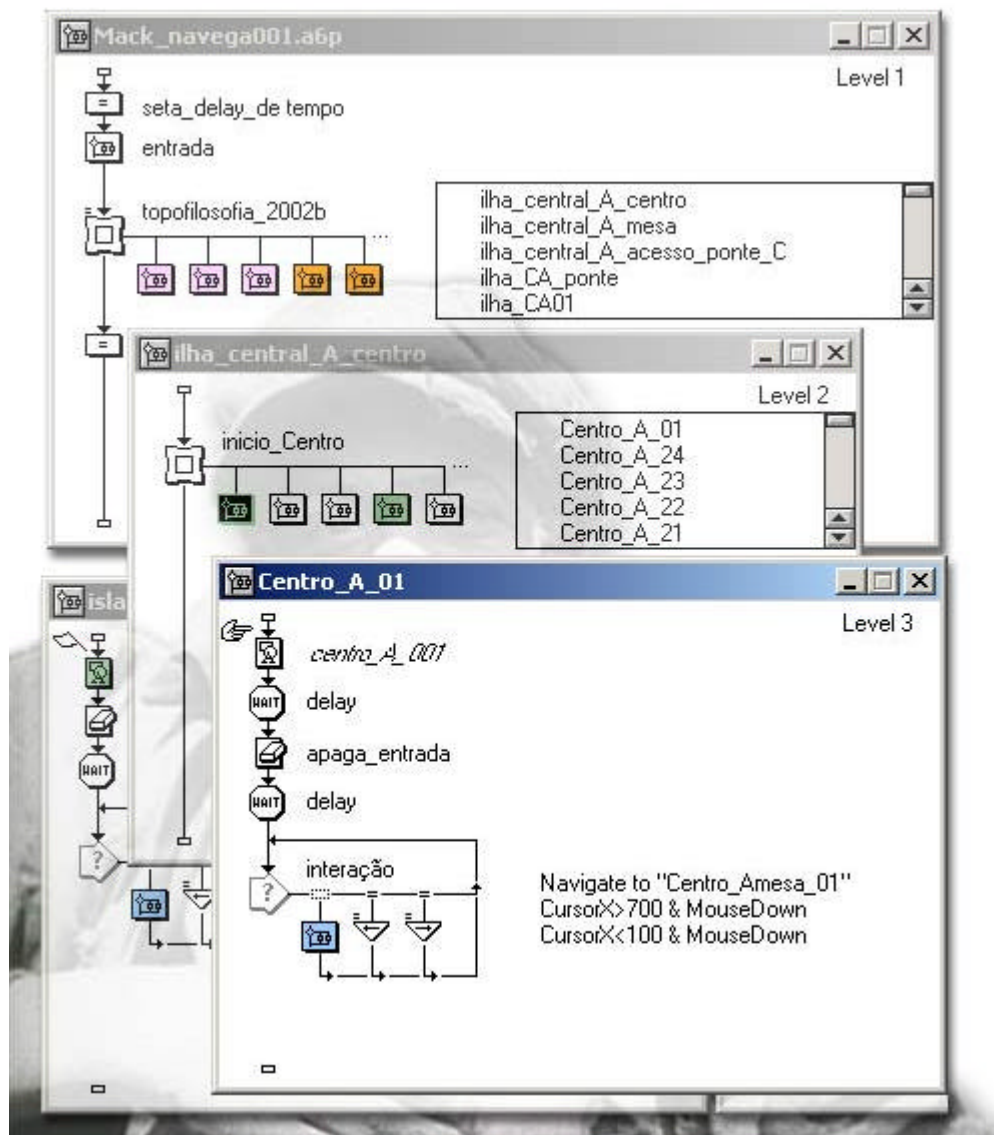 Mack_navega001.a6p
Level 1
=
seta_delay_de tempo
entrada
topofilosofia_2002b
...
ilha_central_A_centro
ilha_central_A_mesa
ilha_central_A_acesso_ponte_C
ilha_CA_ponte
ilha_CA01
=
ilha_central_A_centro
Level 2
inicio_Centro
...
Centro_A_01
Centro_A_24
Centro_A_23
Centro_A_22
Centro_A_21
isla
WAIT
?
Centro_A_01
Level 3
centro_A_001
WAIT
delay
apaga_entrada
WAIT
delay
interação
?
= =
Navigate to "Centro_Amesa_01"
CursorX>700 & MouseDown
CursorX<100 & MouseDown